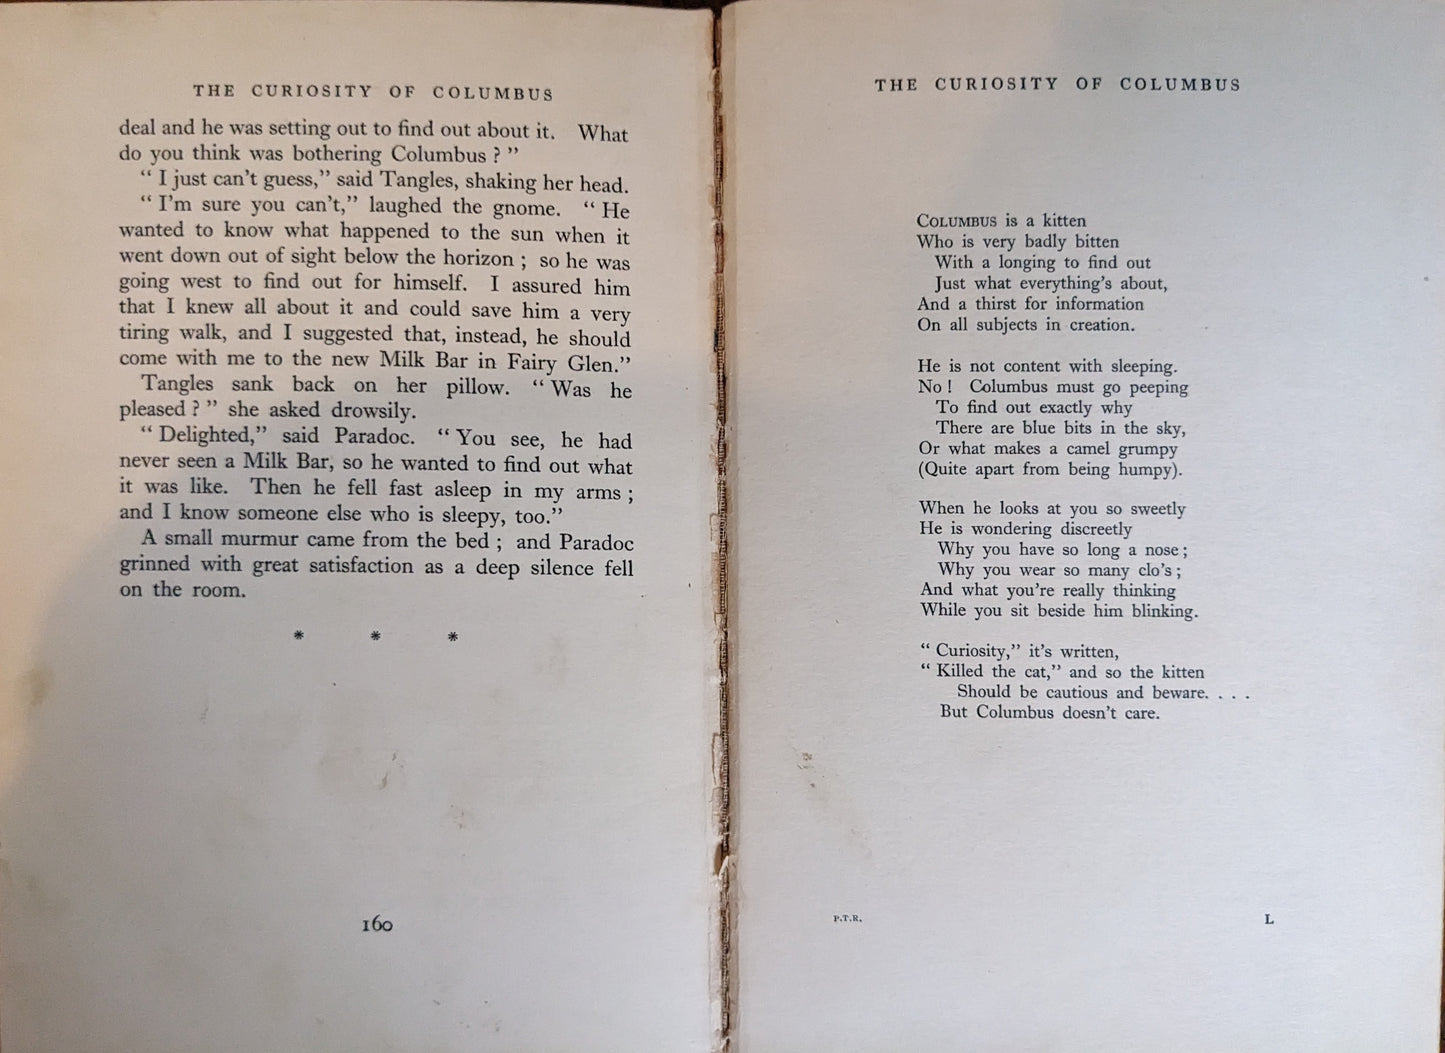 THE CURIOSITY OF COLUMBUS
deal and he was setting out to find out about it. What
do you think was bothering Columbus ? ”
“ I just can’t guess,” said Tangles, shaking her head.
“ I’m sure you can’t,” laughed the gnome. “ He
wanted to know what happened to the sun when it
went down out of sight below the horizon ; so he was
going west to find out for himself. I assured him
that I knew all about it and could save him a very
tiring walk, and I suggested that, instead, he should
come with me to the new Milk Bar in Fairy Glen.”
Tangles sank back on her pillow. “ Was he
pleased ? ” she asked drowsily.
“ Delighted,” said Paradoc. “ You see, he had
never seen a Milk Bar, so he wanted to find out what
it was like. Then he fell fast asleep in my arms ;
and I know someone else who is sleepy, too.”
A small murmur came from the bed ; and Paradoc
grinned with great satisfaction as a deep silence fell
on the room.
* * *
160
THE CURIOSITY OF COLUMBUS
COLUMBUS is a kitten
Who is very badly bitten
With a longing to find out
Just what everything’s about,
And a thirst for information
On all subjects in creation.
He is not content with sleeping.
No ! Columbus must go peeping
To find out exactly why
There are blue bits in the sky,
Or what makes a camel grumpy
(Quite apart from being humpy).
When he looks at you so sweetly
He is wondering discreetly
Why you have so long a nose ;
Why you wear so many clo’s ;
And what you’re really thinking
While you sit beside him blinking.
“ Curiosity,” it’s written,
“ Killed the cat,” and so the kitten
Should be cautious and beware. . . .
But Columbus doesn’t care.
P.T.R. L